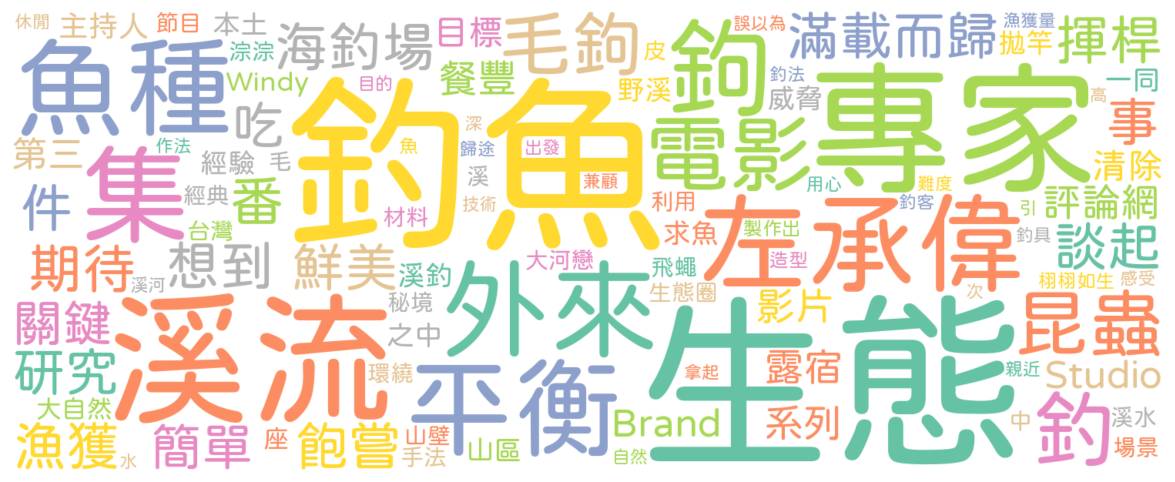 休閒 主持人 節目 本土 海釣場 目標 毛鉤 皮 鉤 誤以為 滿載而歸 漁獲量 拋竿 揮桿
魚種 淙淙 Windy 目的 餐豐 野溪 釣法 威脅 專家 一同 高 事
吃 釣魚 深 電影
第三 集 作法 經驗 毛 魚 歸途 出發 清除
件 經典 番 溪 兼顧 用心 難度 評論網
台灣 材料 技術 利用 左承偉 釣客 引
期待 溪河 想到 鮮美 溪釣 大河戀 求魚 飛蠅 製作出 造型 釣具 談起
關鍵 溪流 秘境 外來 生態圈 影片 次 栩栩如生 感受
之中 生態 昆蟲
研究 環繞 平衡 拿起 露宿 親近 Studio
大自然 Brand 系列 中 釣 溪水
漁獲 水 簡單 座 飽嘗 山壁 手法 山區 自然 場景